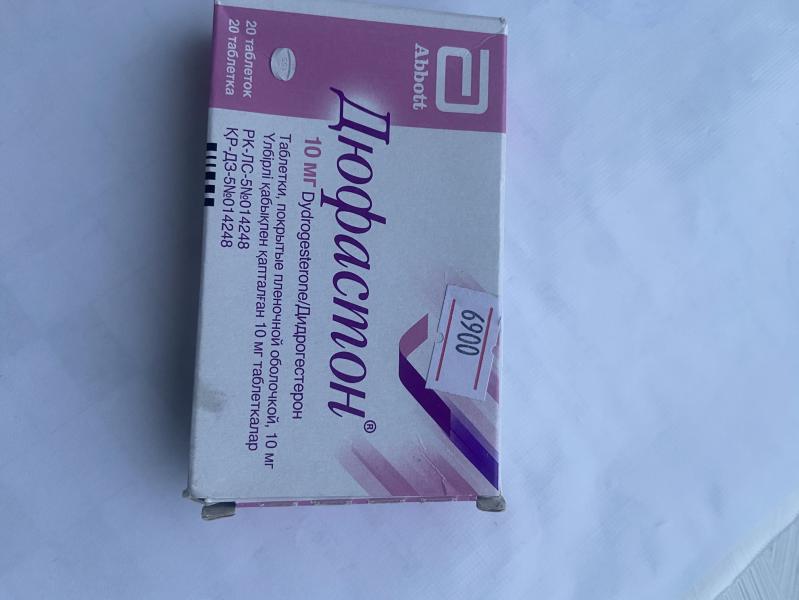 Abbott
20 таблеток
20 таблетка
Дюфастон®
10 мг Dydrogesterone/Дидрогестерон
Таблетки, покрытые пленочной оболочкой, 10 мг
Үлбірлі қабықпен қапталған 10 мг таблеткалар
РК-ЛС-5№014248
ҚР-ДЗ-5№014248
6900